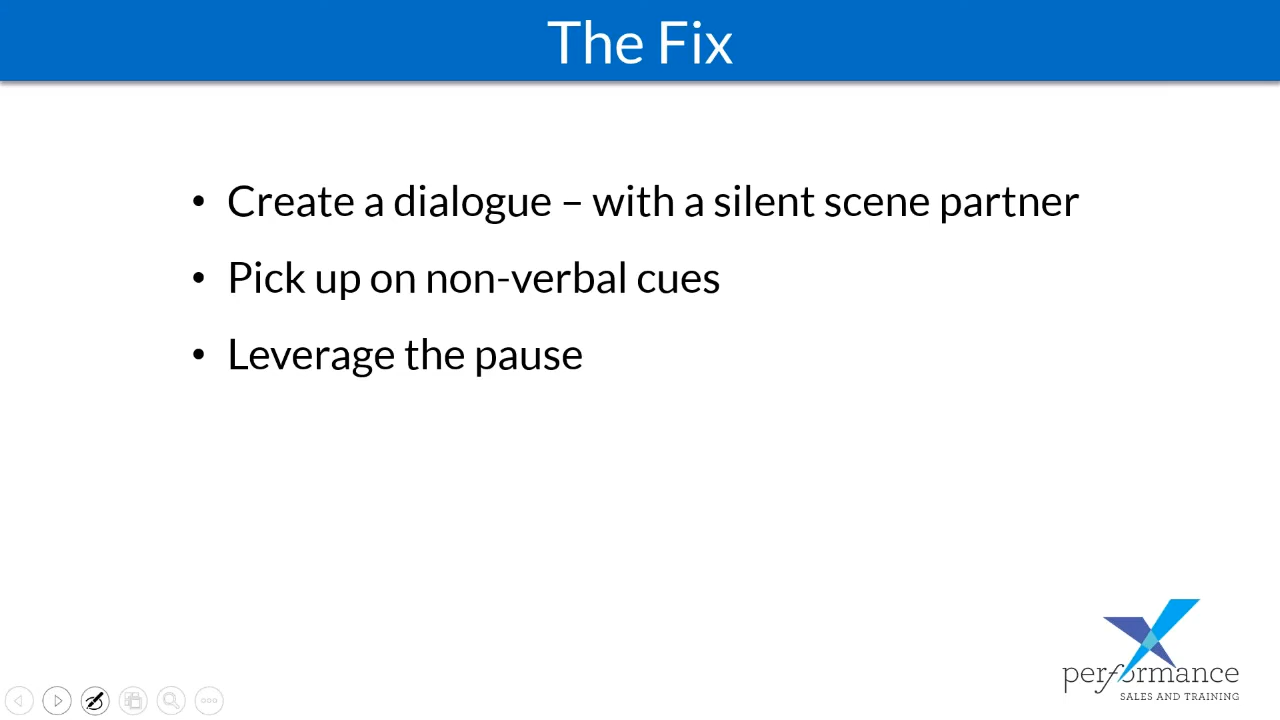 The Fix
• Create a dialogue – with a silent scene partner
• Pick up on non-verbal cues
• Leverage the pause
performance
SALES AND TRAINING